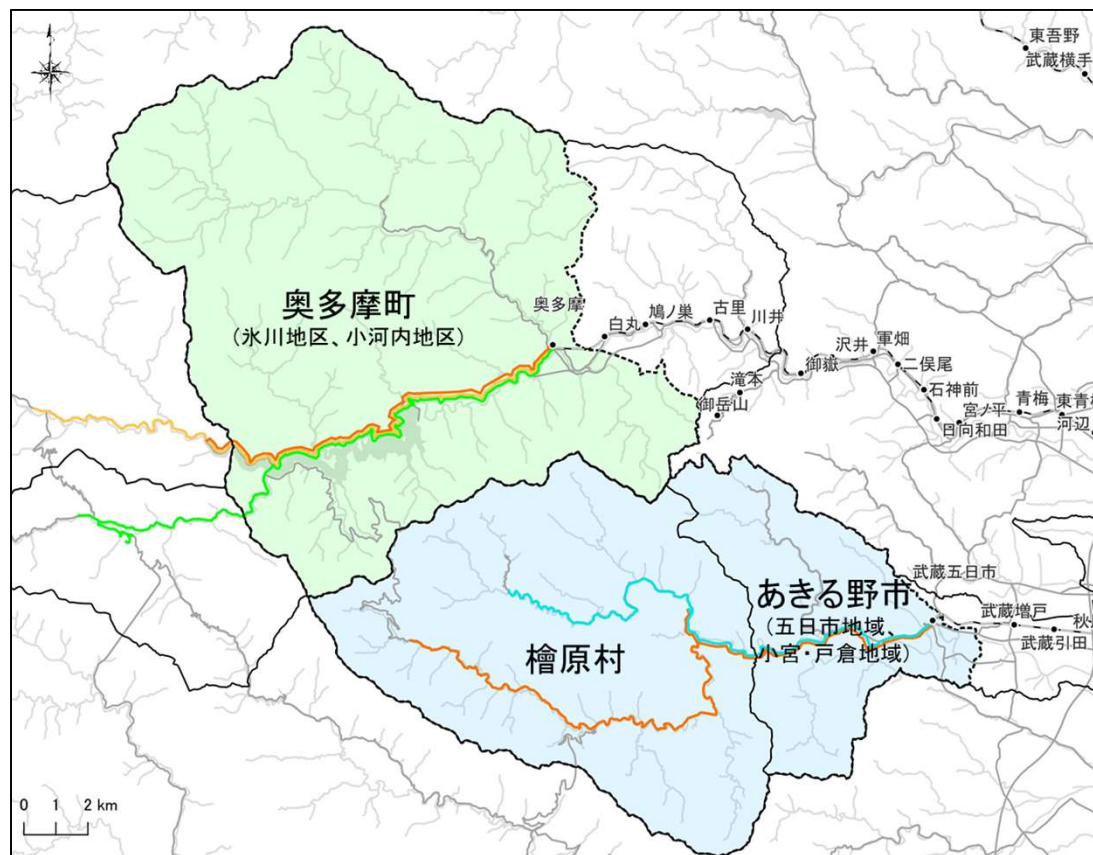 東吾野
武蔵横手
奥多摩町
(氷川地区、小河内地区)
奥多摩
白丸
鳩ノ巣
古里
川井
御嶽
沢井
軍畑
二俣尾
石神前
日向和田
宮ノ平
青梅
東青梅
河辺
滝本
御岳山
檜原村
あきる野市
(五日市地域、
小宮・戸倉地域)
武蔵五日市
武蔵増戸
武蔵引田
秋
0 1 2 km